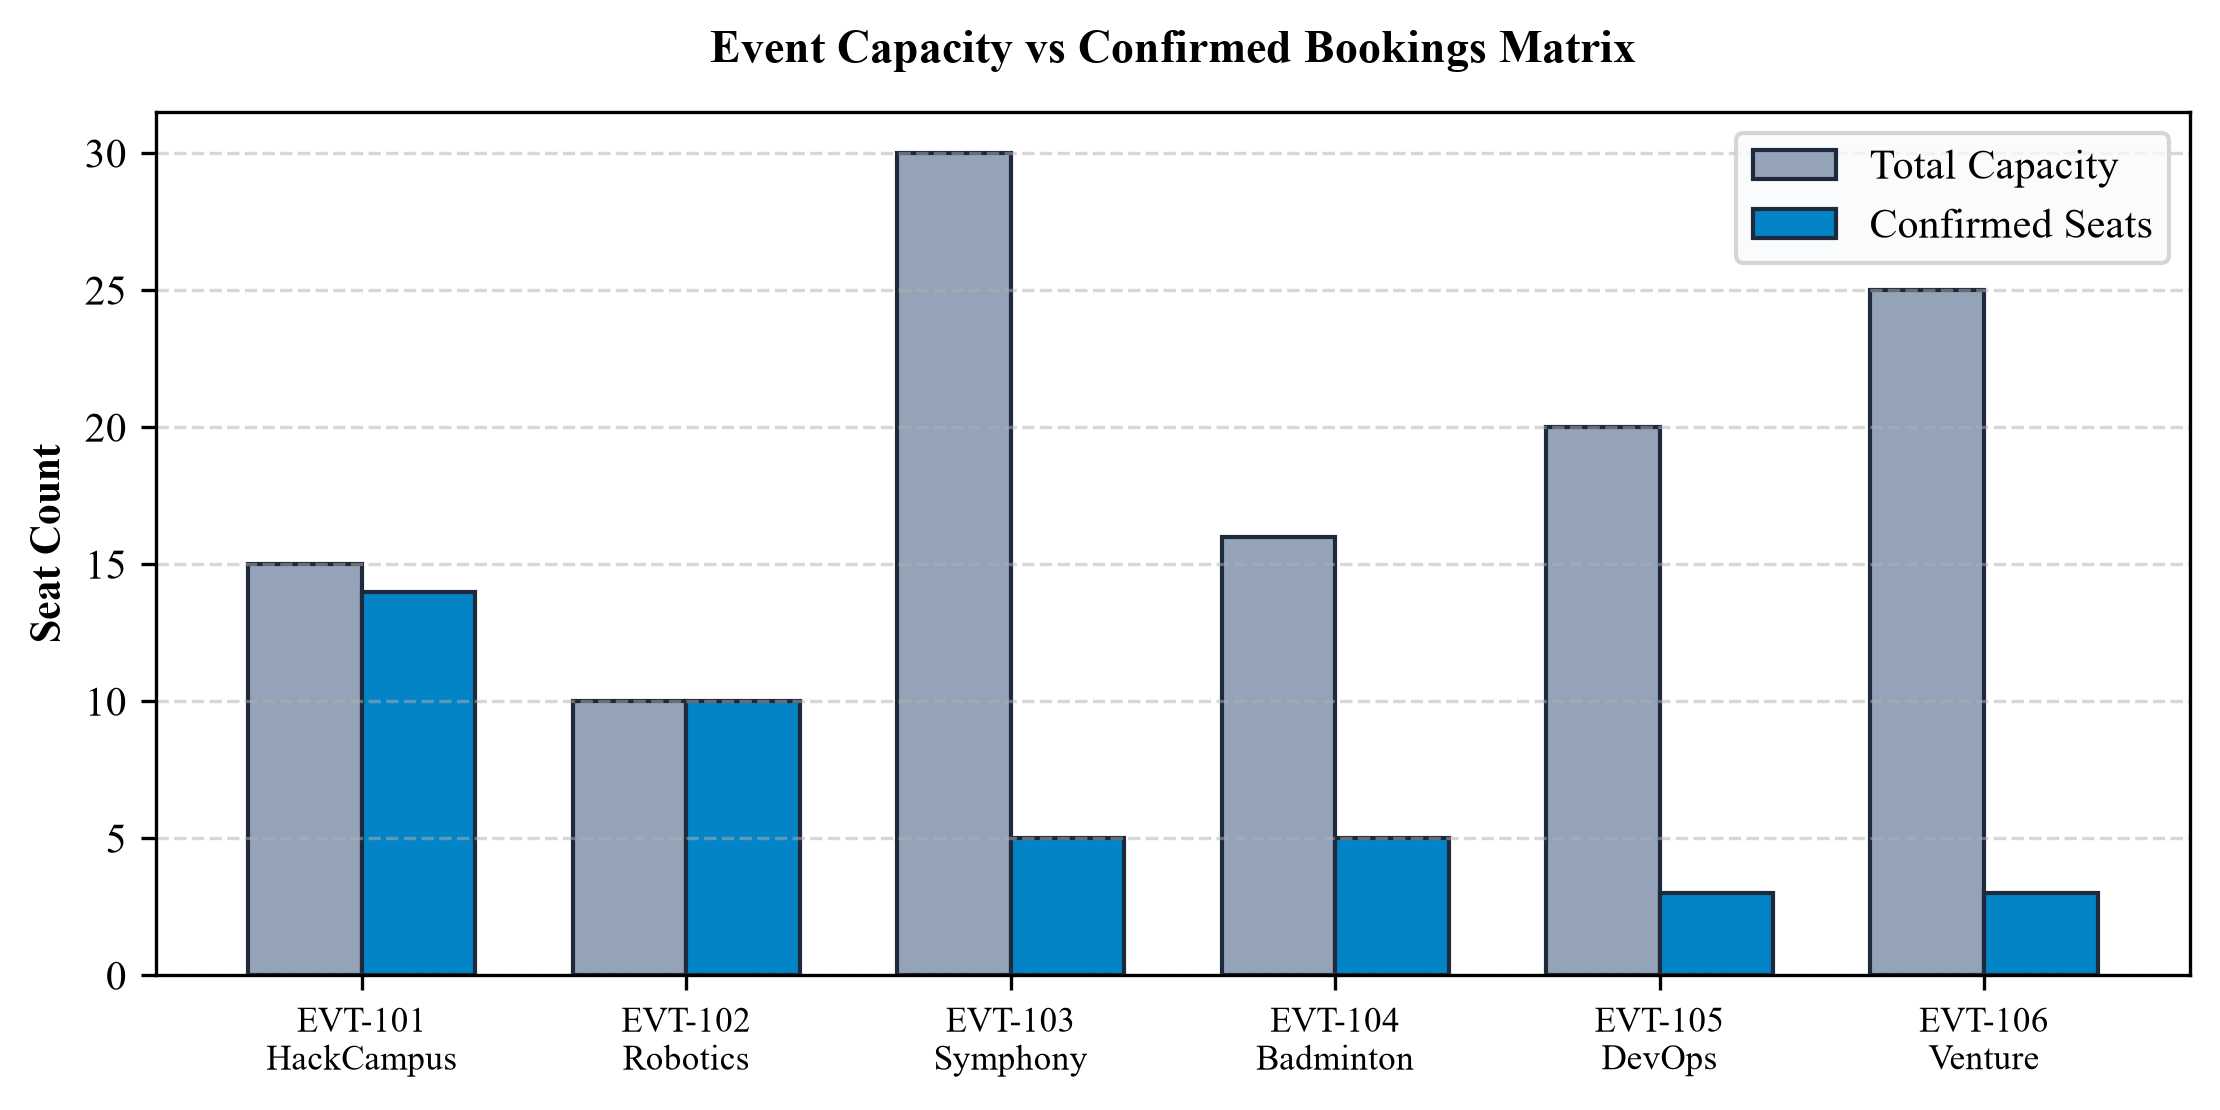 Event Capacity vs Confirmed Bookings Matrix
Total Capacity
Confirmed Seats
Seat Count
30
25
20
15
10
5
0
EVT-101
HackCampus
EVT-102
Robotics
EVT-103
Symphony
EVT-104
Badminton
EVT-105
DevOps
EVT-106
Venture